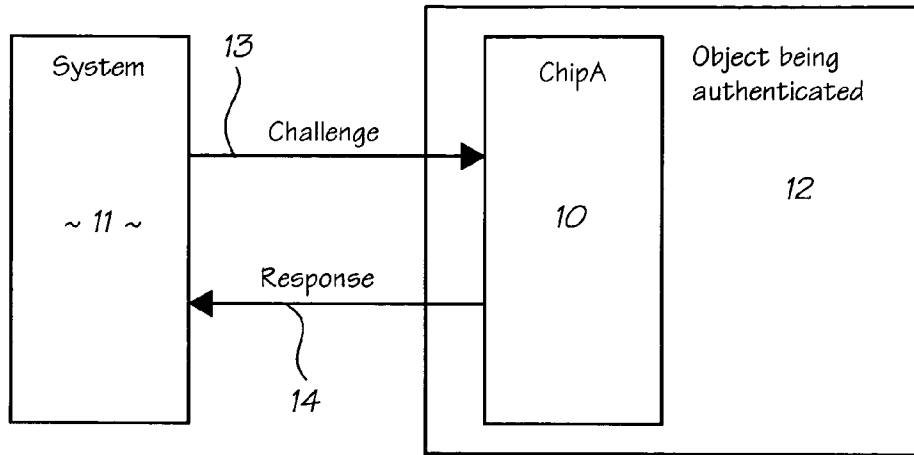 13
System
ChipA
Object being
authenticated
Challenge
12
~ 11 ~
10
Response
14